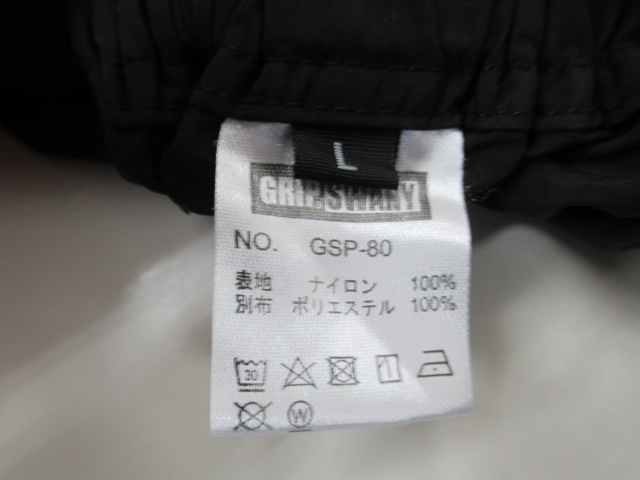 L
GRIP SWANY
NO. GSP-80
表地 ナイロン 100%
別布 ポリエステル 100%
30
W